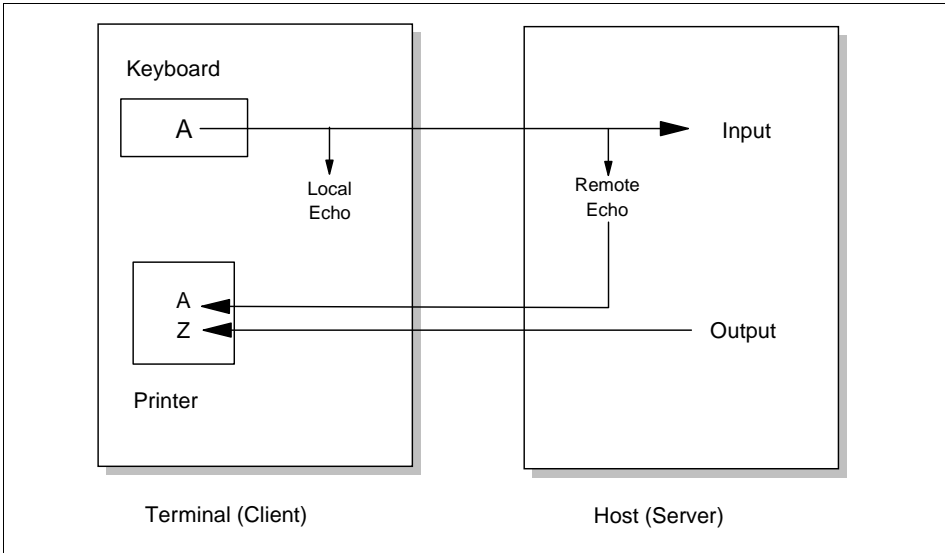 Keyboard
A
Input
Local
Echo
Remote
Echo
A
Z
Output
Printer
Terminal (Client)
Host (Server)